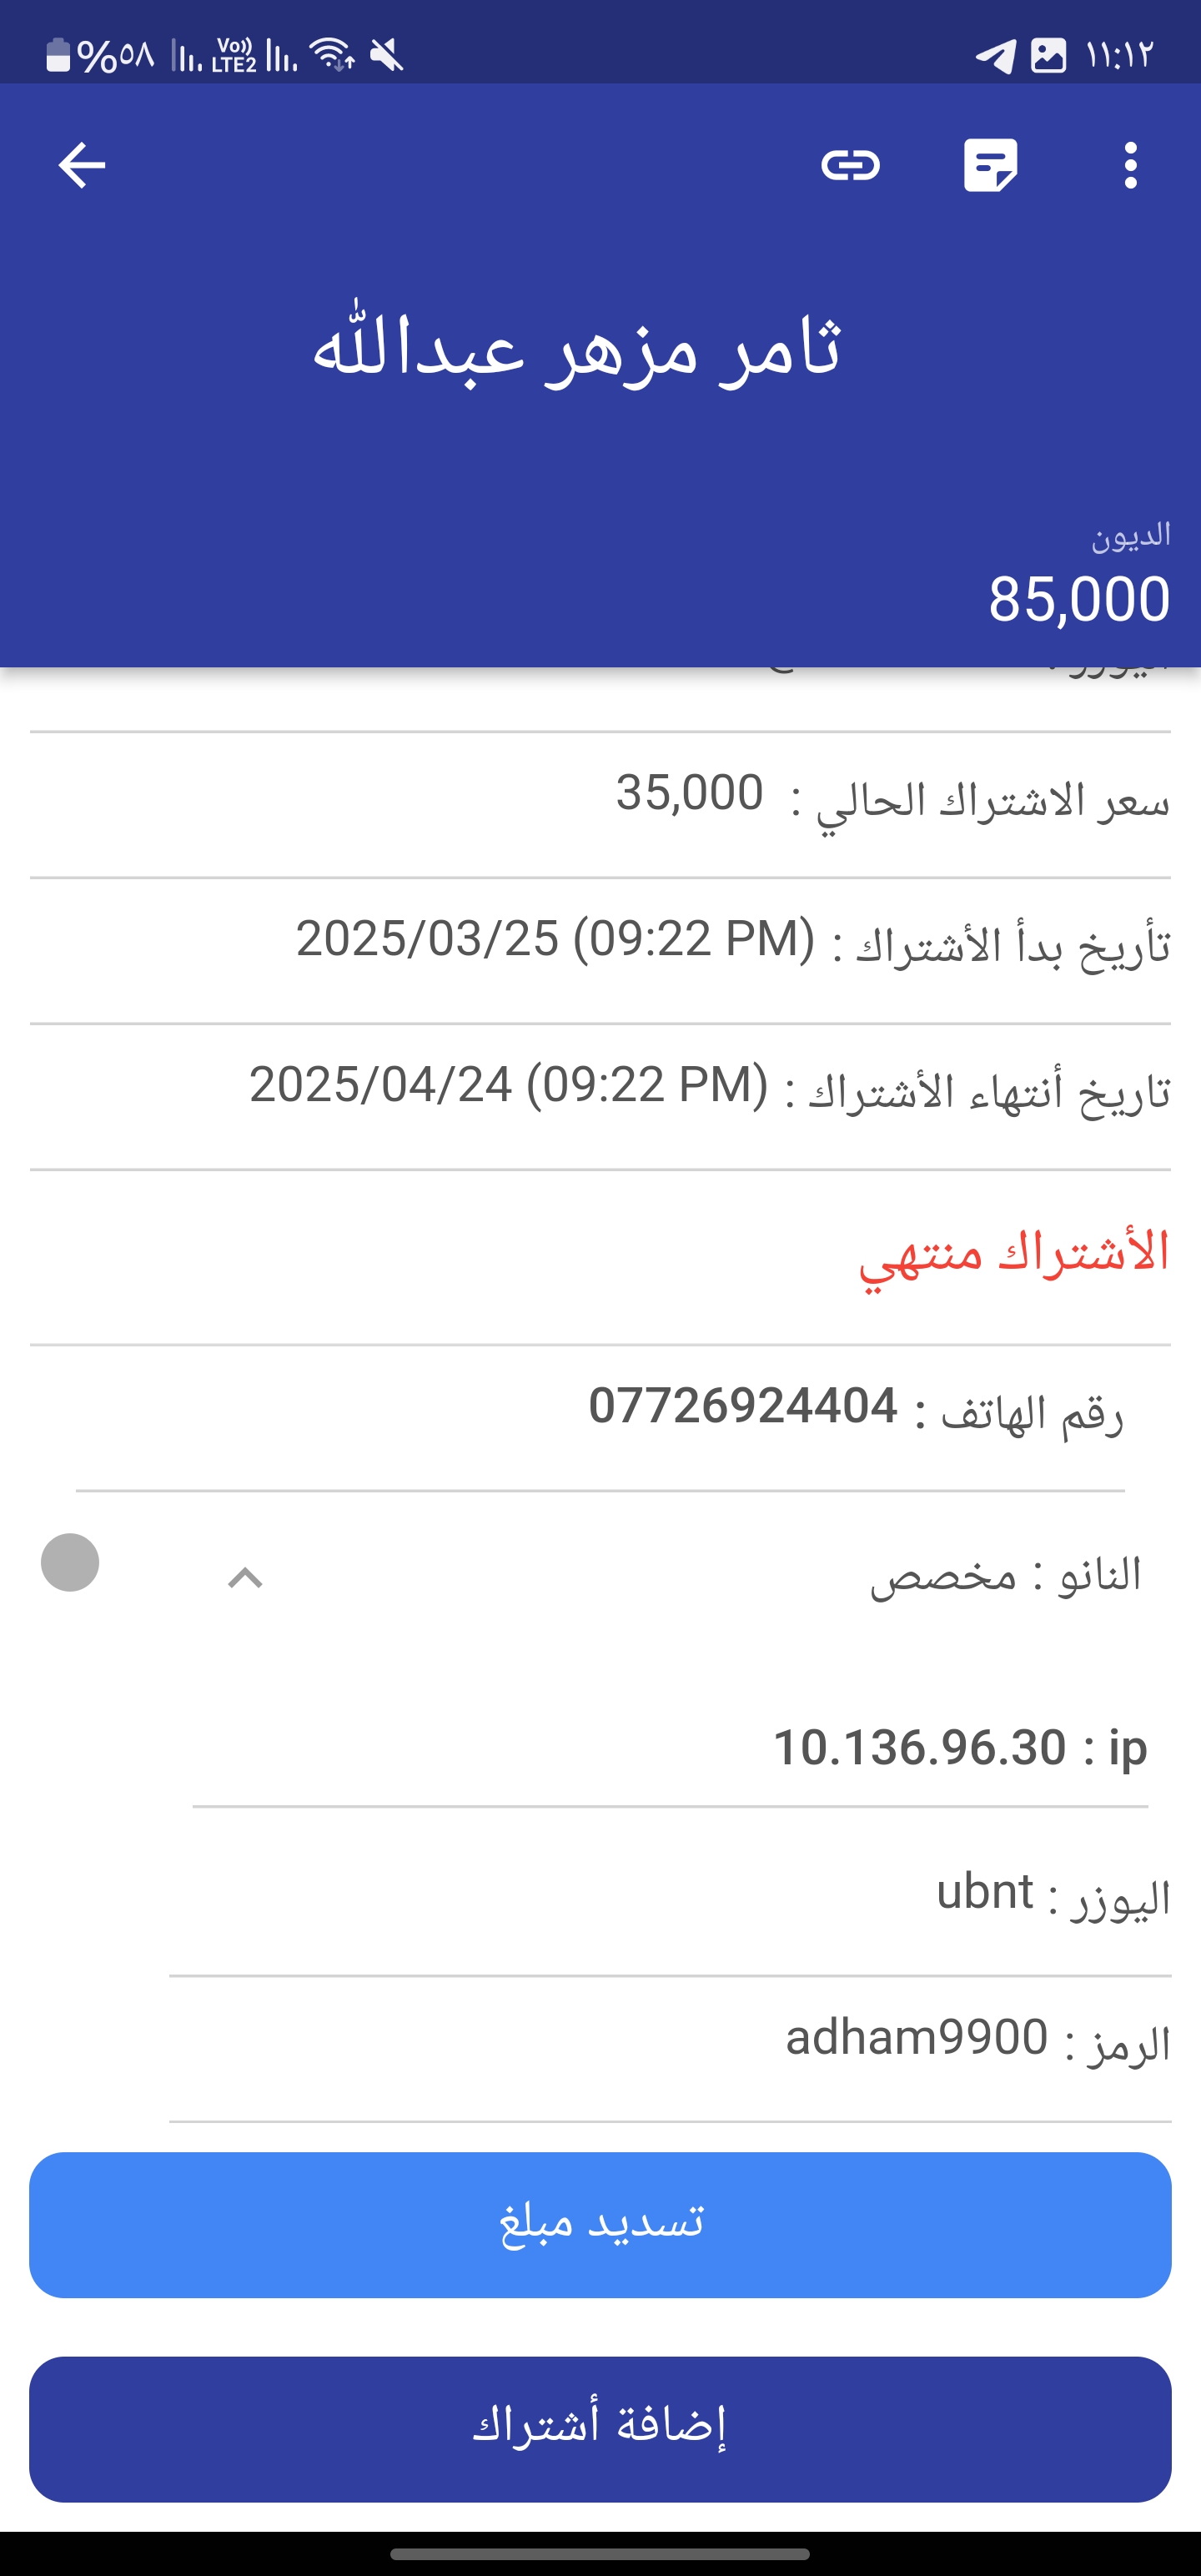 ١١:١٢
%٥٨
Vo))
LTE2
ثامر مزهر عبدالله
الديون
85,000
سعر الاشتراك الحالي : 35,000
تأريخ بدأ الأشتراك : 2025/03/25 (09:22 PM)
تاريخ أنتهاء الأشتراك : 2025/04/24 (09:22 PM)
الأشتراك منتهي
رقم الهاتف : 07726924404
النانو : مخصص
10.136.96.30 : ip
اليوزر : ubnt
الرمز : adham9900
تسديد مبلغ
إضافة أشتراك